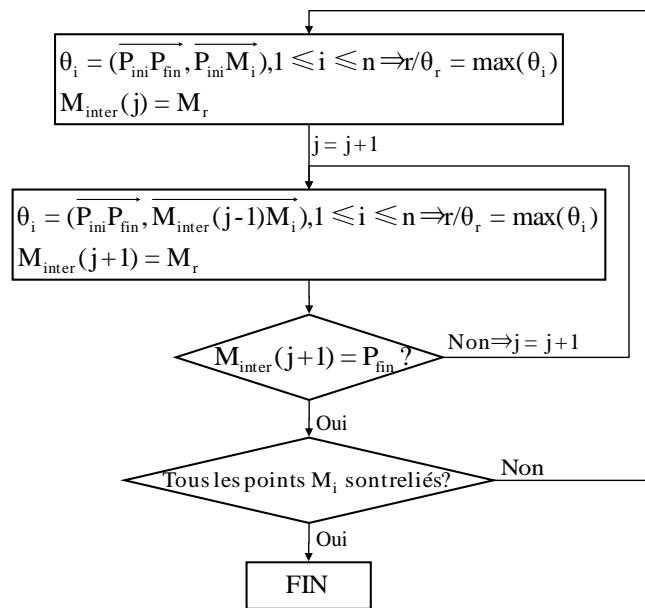 θi = (PiniPfin, PiniMi),1 ≤ i ≤ n ⇒ r/θr = max(θi)
Minter(j) = Mr
j = j+1
θi = (PiniPfin, Minter(j-1)Mi),1 ≤ i ≤ n ⇒ r/θr = max(θi)
Minter(j+1) = Mr
Minter(j+1) = Pfin ?
Non⇒j = j+1
Oui
Tous les points Mi sontreliés?
Non
Oui
FIN